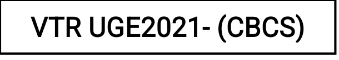 VTR UGE2021- (CBCS)